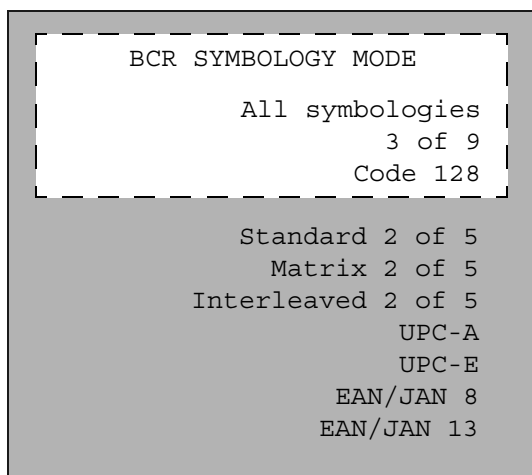 BCR SYMBOLOGY MODE
All symbologies
3 of 9
Code 128
Standard 2 of 5
Matrix 2 of 5
Interleaved 2 of 5
UPC-A
UPC-E
EAN/JAN 8
EAN/JAN 13